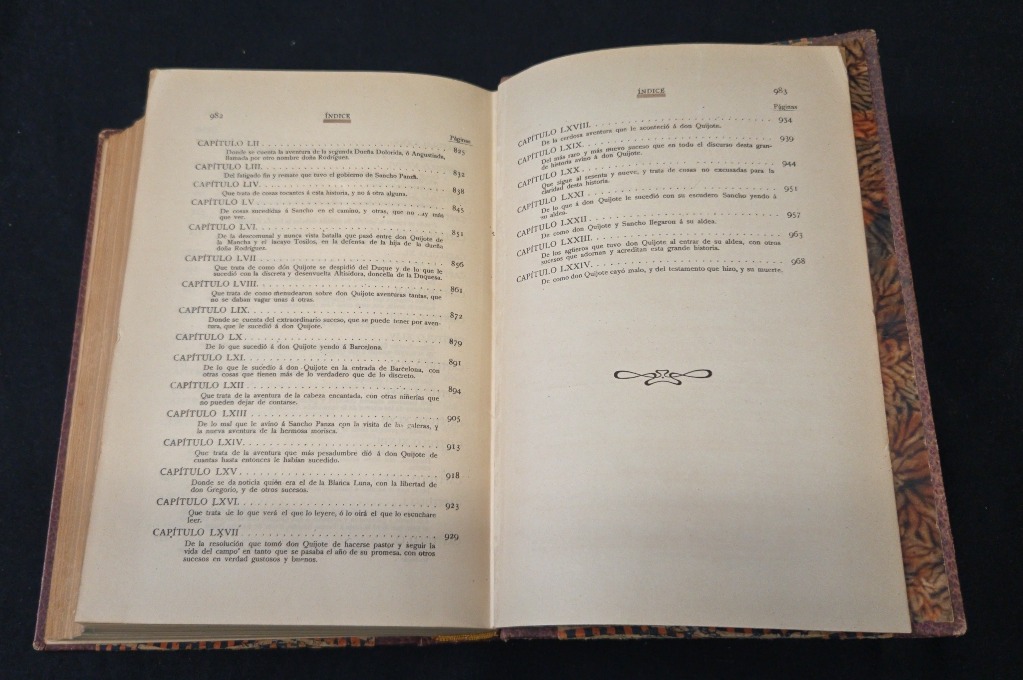 982
ÍNDICE
Páginas
CAPÍTULO LII . . . 825
Donde se cuenta la aventura de la segunda Dueña Dolorida, ó Angustiada,
llamada por otro nombre doña Rodríguez.
CAPÍTULO LIII. . . . 832
Del fatigado fin y remate que tuvo el gobierno de Sancho Panza.
CAPÍTULO LIV. . . . 838
Que trata de cosas tocantes á esta historia, y no á otra alguna.
CAPÍTULO LV . . . 845
De cosas sucedidas á Sancho en el camino, y otras, que no ay más
que ver.
CAPÍTULO LVI. . . . 851
De la descomunal y nunca vista batalla que pasó entre don Quijote de
la Mancha y el lacayo Tosilos, en la defensa de la hija de la dueña
doña Rodríguez.
CAPÍTULO LVII . . . 856
Que trata de como dón Quijote se despidió del Duque y de lo que le
sucedió con la discreta y desenvuelta Altisidora, doncella de la Duquesa.
CAPÍTULO LVIII. . . . 861
Que trata de como menudearon sobre don Quijote aventuras tantas, que
no se daban vagar unas á otras.
CAPÍTULO LIX. . . . 872
Donde se cuenta del extraordinario suceso, que se puede tener por aven-
tura, que le sucedió á don Quijote.
CAPÍTULO LX . . . 879
De lo que sucedió á don Quijote yendo á Barcelona.
CAPÍTULO LXI. . . . 891
De lo que le sucedió á don Quijote en la entrada de Barcelona, con
otras cosas que tienen más de lo verdadero que de lo discreto.
CAPÍTULO LXII . . . 894
Que trata de la aventura de la cabeza encantada, con otras niñerías que
no pueden dejar de contarse.
CAPÍTULO LXIII . . . 905
De lo mal que le avino á Sancho Panza con la visita de las galeras, y
la nueva aventura de la hermosa morisca.
CAPÍTULO LXIV. . . . 913
Que trata de la aventura que más pesadumbre dió á don Quijote de
cuantas hasta entonces le habían sucedido.
CAPÍTULO LXV . . . 918
Donde se da noticia quién era el de la Blanca Luna, con la libertad de
don Gregorio, y de otros sucesos.
CAPÍTULO LXVI. . . . 923
Que trata de lo que verá el que lo leyere, ó lo oirá el que lo escuchare
leer.
CAPÍTULO LXVII . . . 929
De la resolución que tomó don Quijote de hacerse pastor y seguir la
vida del campo en tanto que se pasaba el año de su promesa, con otros
sucesos en verdad gustosos y buenos.
ÍNDICE
983
Páginas
CAPÍTULO LXVIII. . . . 934
De la cerdosa aventura que le aconteció á don Quijote.
CAPÍTULO LXIX. . . . 939
Del más raro y más nuevo suceso que en todo el discurso desta gran-
de historia avino á don Quijote.
CAPÍTULO LXX . . . 944
Que sigue al sesenta y nueve, y trata de cosas no excusadas para la
claridad desta historia.
CAPÍTULO LXXI . . . 951
De lo que á don Quijote le sucedió con su escudero Sancho yendo á
su aldea.
CAPÍTULO LXXII . . . 957
De como don Quijote y Sancho llegaron á su aldea.
CAPÍTULO LXXIII. . . . 963
De los agüeros que tuvo don Quijote al entrar de su aldea, con otros
sucesos que adornan y acreditan esta grande historia.
CAPÍTULO LXXIV. . . . 968
De como don Quijote cayó malo, y del testamento que hizo, y su muerte.